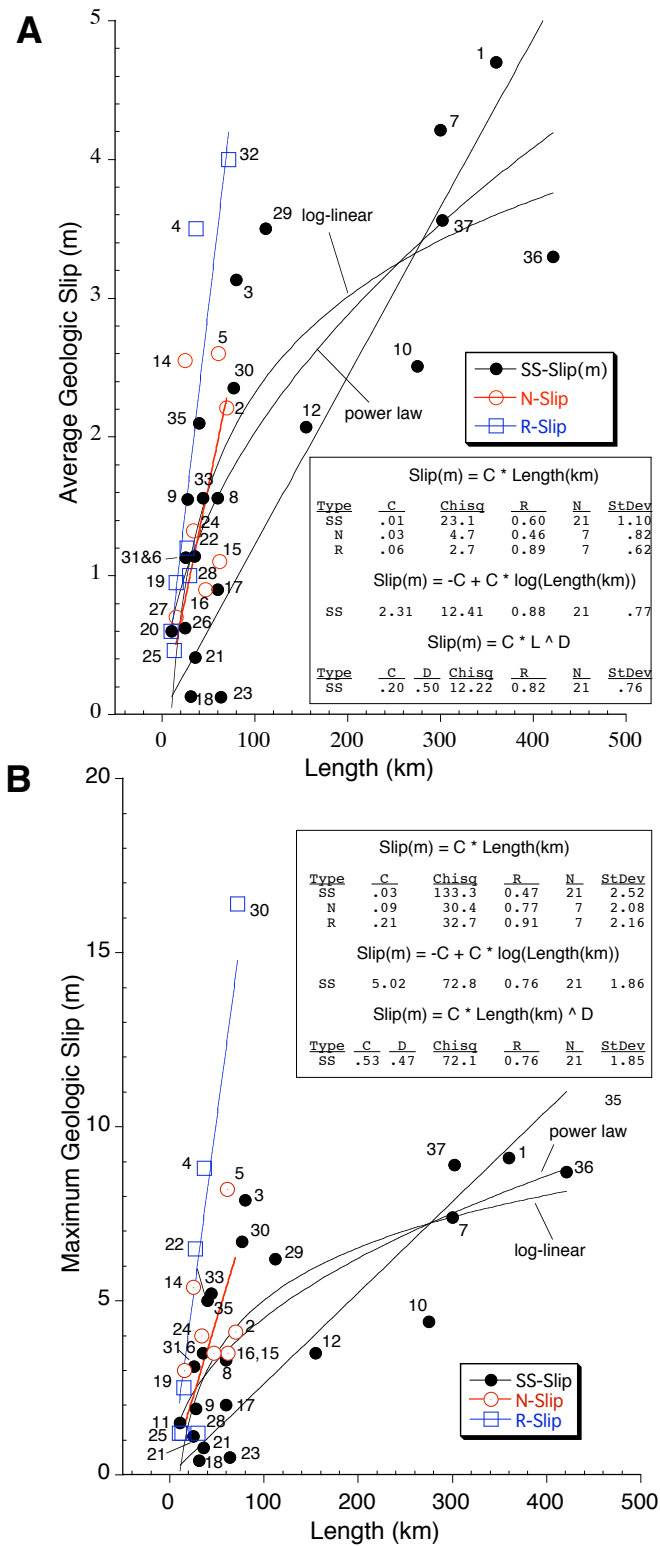 A
5
4
3
2
1
0
Average Geologic Slip (m)
1
7
32
4
29
log-linear
37
3
36
5
14
10
30
2
power law
12
35
33
9
8
24
22
31&6
15
19
28
17
16
27
20
26
25
21
18
23
SS-Slip(m)
N-Slip
R-Slip
Slip(m) = C * Length(km)
Type C Chisq R N StDev
SS .01 23.1 0.60 21 1.10
N .03 4.7 0.46 7 .82
R .06 2.7 0.89 7 .62
Slip(m) = -C + C * log(Length(km))
SS 2.31 12.41 0.88 21 .77
Slip(m) = C * L ^ D
Type C D Chisq R N StDev
SS .20 .50 12.22 0.82 21 .76
0 100 200 300 400 500
Length (km)
B
20
15
10
5
0
Maximum Geologic Slip (m)
Slip(m) = C * Length(km)
Type C Chisq R N StDev
SS .03 133.3 0.47 21 2.52
N .09 30.4 0.77 7 2.08
R .21 32.7 0.91 7 2.16
Slip(m) = -C + C * log(Length(km))
SS 5.02 72.8 0.76 21 1.86
Slip(m) = C * Length(km) ^ D
Type C D Chisq R N StDev
SS .53 .47 72.1 0.76 21 1.85
30
35
power law
37
1
36
4
5
3
7
log-linear
22
30
29
14
33
35
10
24
2
31
6
16,15
12
8
19
9
17
11
28
25
21
21
18
23
SS-Slip
N-Slip
R-Slip
0 100 200 300 400 500
Length (km)